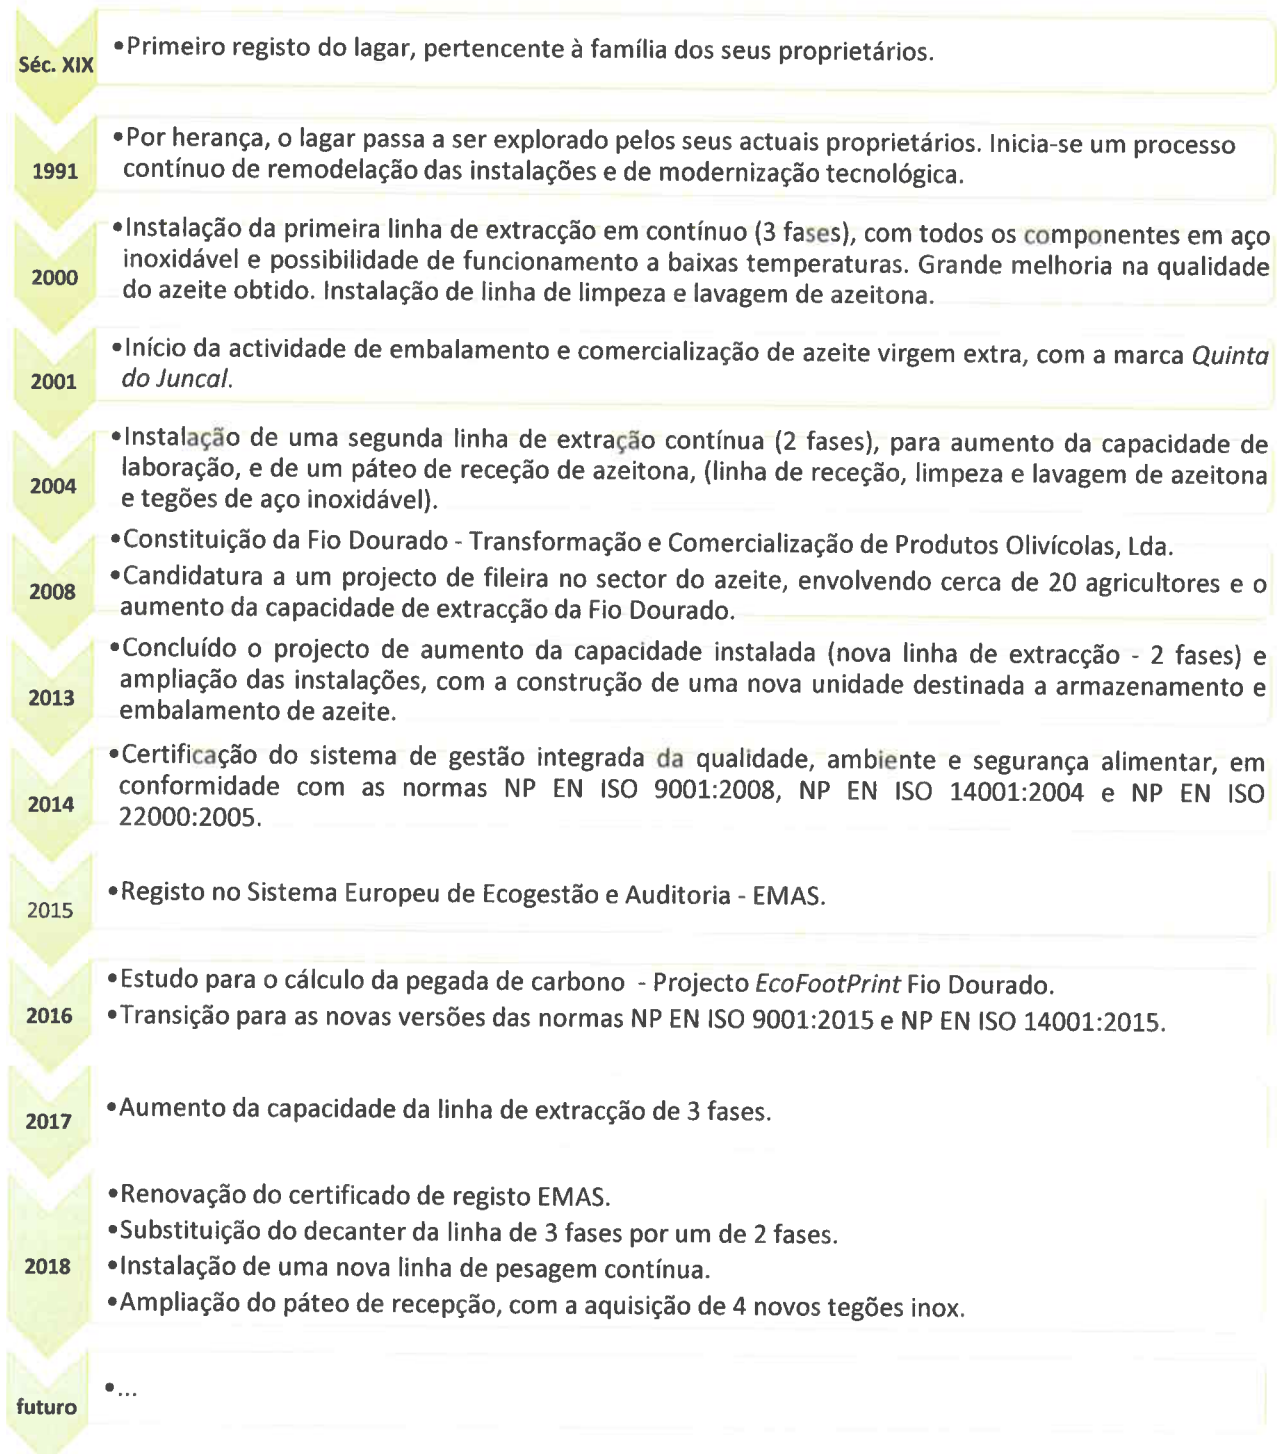 Séc. XIX
•Primeiro registo do lagar, pertencente à família dos seus proprietários.
1991
•Por herança, o lagar passa a ser explorado pelos seus actuais proprietários. Inicia-se um processo
contínuo de remodelação das instalações e de modernização tecnológica.
2000
•Instalação da primeira linha de extracção em contínuo (3 fases), com todos os componentes em aço
inoxidável e possibilidade de funcionamento a baixas temperaturas. Grande melhoria na qualidade
do azeite obtido. Instalação de linha de limpeza e lavagem de azeitona.
2001
•Início da actividade de embalamento e comercialização de azeite virgem extra, com a marca Quinta
do Juncal.
2004
•Instalação de uma segunda linha de extração contínua (2 fases), para aumento da capacidade de
laboração, e de um páteo de receção de azeitona, (linha de receção, limpeza e lavagem de azeitona
e tegões de aço inoxidável).
2008
•Constituição da Fio Dourado - Transformação e Comercialização de Produtos Olivícolas, Lda.
•Candidatura a um projecto de fileira no sector do azeite, envolvendo cerca de 20 agricultores e o
aumento da capacidade de extracção da Fio Dourado.
2013
•Concluído o projecto de aumento da capacidade instalada (nova linha de extracção - 2 fases) e
ampliação das instalações, com a construção de uma nova unidade destinada a armazenamento e
embalamento de azeite.
2014
•Certificação do sistema de gestão integrada da qualidade, ambiente e segurança alimentar, em
conformidade com as normas NP EN ISO 9001:2008, NP EN ISO 14001:2004 e NP EN ISO
22000:2005.
2015
•Registo no Sistema Europeu de Ecogestão e Auditoria - EMAS.
2016
•Estudo para o cálculo da pegada de carbono - Projecto EcoFootPrint Fio Dourado.
•Transição para as novas versões das normas NP EN ISO 9001:2015 e NP EN ISO 14001:2015.
2017
•Aumento da capacidade da linha de extracção de 3 fases.
2018
•Renovação do certificado de registo EMAS.
•Substituição do decanter da linha de 3 fases por um de 2 fases.
•Instalação de uma nova linha de pesagem contínua.
•Ampliação do páteo de recepção, com a aquisição de 4 novos tegões inox.
futuro
•...